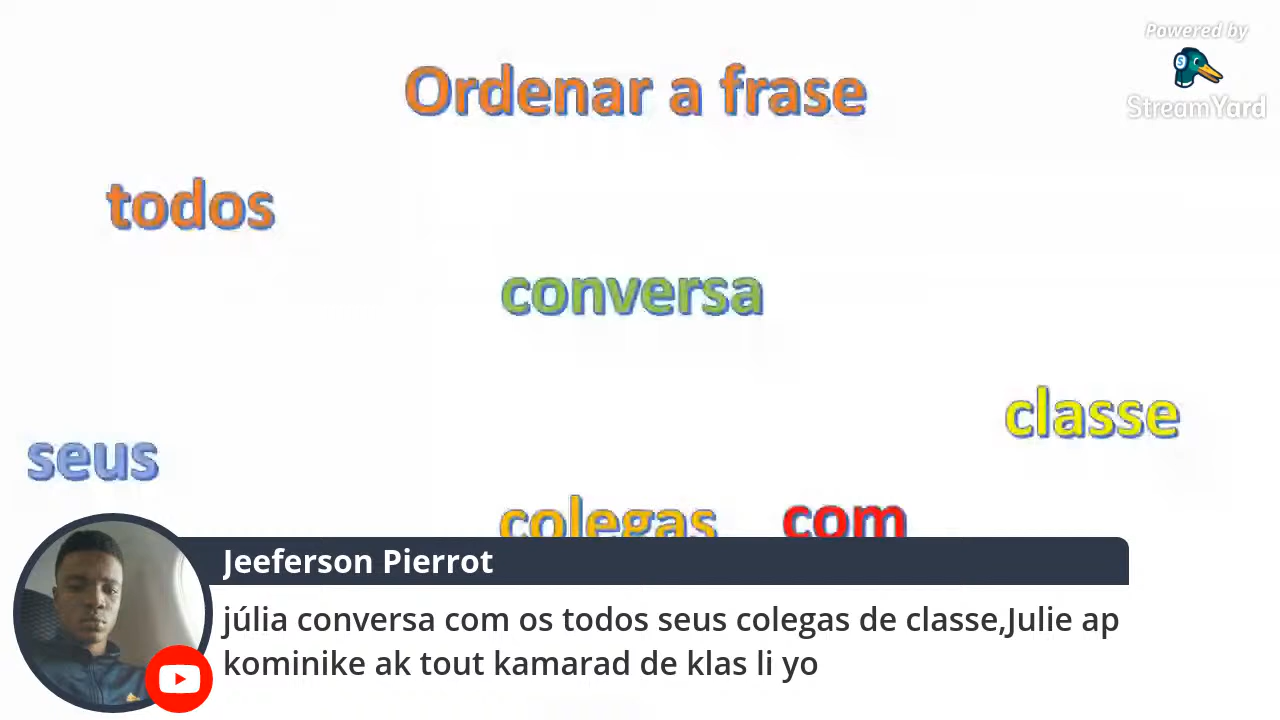 Powered by
StreamYard
Ordenar a frase
todos
conversa
classe
seus
colegas com
Jeeferson Pierrot
júlia conversa com os todos seus colegas de classe,Julie ap
kominike ak tout kamarad de klas li yo